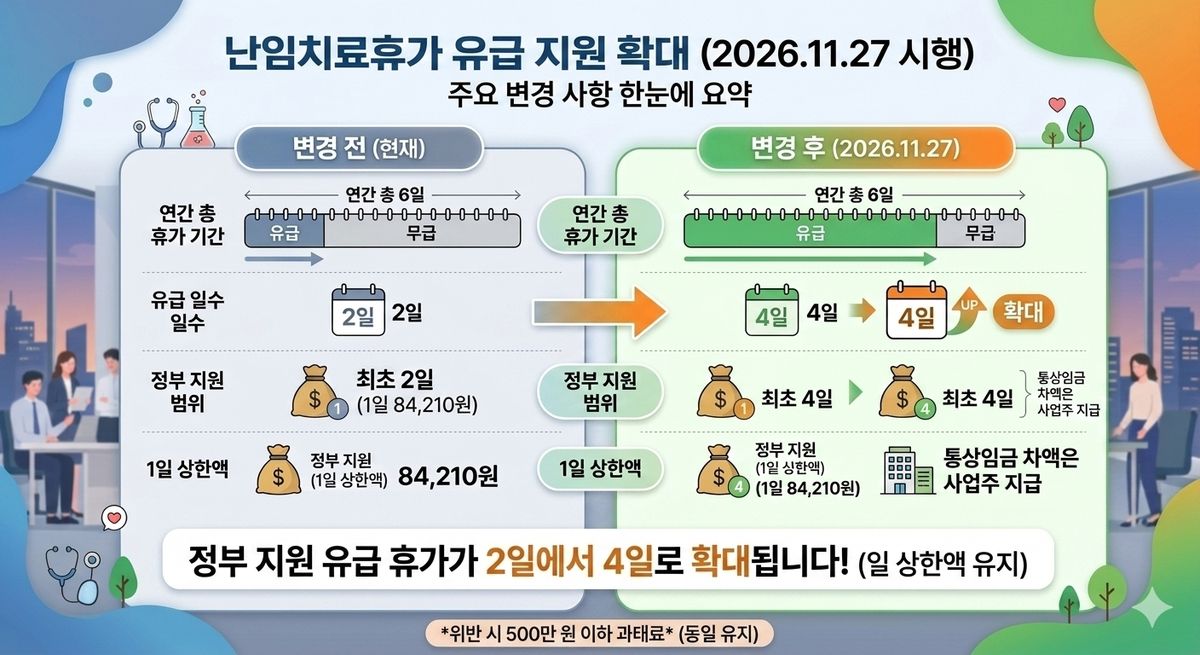 난임치료휴가 유급 지원 확대 (2026.11.27 시행)
주요 변경 사항 한눈에 요약
변경 전 (현재)
연간 총
휴가 기간
연간 총 6일
유급
무급
유급 일수
일수
2일
2일
정부 지원
범위
$
1
최초 2일
(1일 84,210원)
1일 상한액
$
정부 지원
(1일 상한액)
84,210원
연간 총
휴가 기간
정부 지원
범위
1일 상한액
변경 후 (2026.11.27)
연간 총 6일
유급
무급
4일
4일
4일
UP
확대
$
1
최초 4일
$
4
최초 4일
통상임금
차액은
사업주 지급
$
4
정부 지원
(1일 상한액)
(1일 84,210원)
통상임금 차액은
사업주 지급
정부 지원 유급 휴가가 2일에서 4일로 확대됩니다! (일 상한액 유지)
*위반 시 500만 원 이하 과태료* (동일 유지)